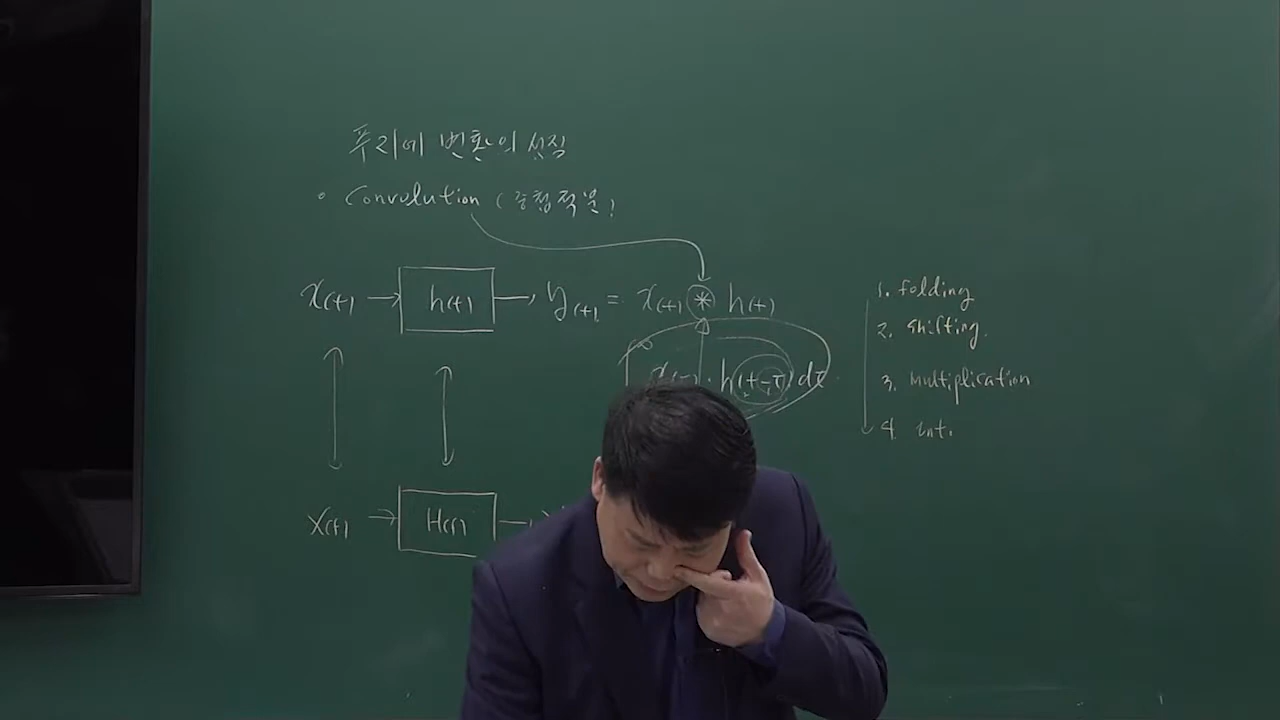 푸리에 변환의 성질
◦ Convolution (중첩적분)
x(t) → h(t) → y(t) = x(t) * h(t)
∫ x(τ) · h(t-τ) dτ
X(f) → H(f) →
1. folding
2. shifting.
3. multiplication
4. int.